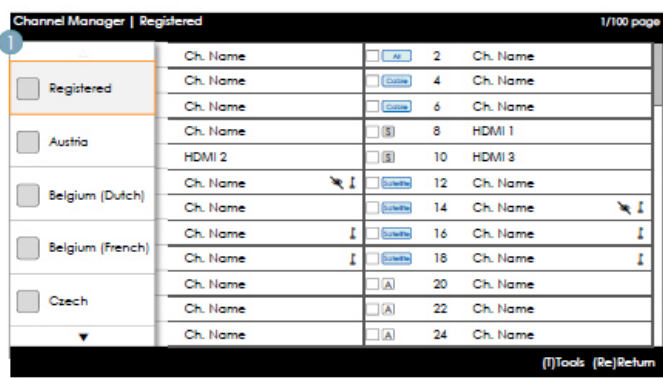 Channel Manager | Registered 1/100 page
1
Registered
Austria
Belgium (Dutch)
Belgium (French)
Czech
▼
Ch. Name Air 2 Ch. Name
Ch. Name Cable 4 Ch. Name
Ch. Name Cable 6 Ch. Name
Ch. Name S 8 HDMI 1
HDMI 2 S 10 HDMI 3
Ch. Name Satellite 12 Ch. Name
Ch. Name Satellite 14 Ch. Name
Ch. Name Satellite 16 Ch. Name
Ch. Name Satellite 18 Ch. Name
Ch. Name A 20 Ch. Name
Ch. Name A 22 Ch. Name
Ch. Name A 24 Ch. Name
(T)Tools (Re)Return